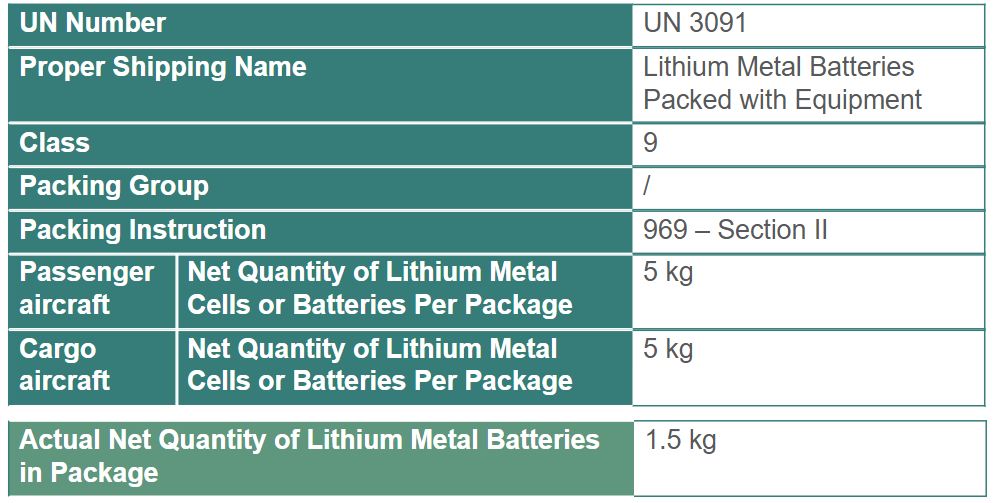 UN Number
UN 3091
Proper Shipping Name
Lithium Metal Batteries
Packed with Equipment
Class
9
Packing Group
/
Packing Instruction
969 – Section II
Passenger
aircraft
Net Quantity of Lithium Metal
Cells or Batteries Per Package
5 kg
Cargo
aircraft
Net Quantity of Lithium Metal
Cells or Batteries Per Package
5 kg
Actual Net Quantity of Lithium Metal Batteries
in Package
1.5 kg